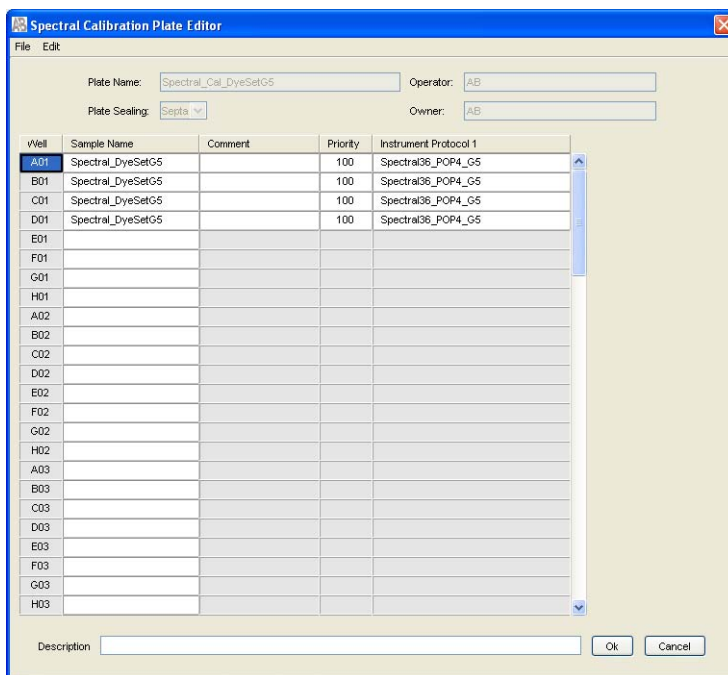 Spectral Calibration Plate Editor
File Edit
Plate Name: Spectral_Cal_DyeSetG5 Operator: AB
Plate Sealing: Septa Owner: AB
Well Sample Name Comment Priority Instrument Protocol 1
A01 Spectral_DyeSetG5 100 Spectral36_POP4_G5
B01 Spectral_DyeSetG5 100 Spectral36_POP4_G5
C01 Spectral_DyeSetG5 100 Spectral36_POP4_G5
D01 Spectral_DyeSetG5 100 Spectral36_POP4_G5
E01
F01
G01
H01
A02
B02
C02
D02
E02
F02
G02
H02
A03
B03
C03
D03
E03
F03
G03
H03
Description Ok Cancel